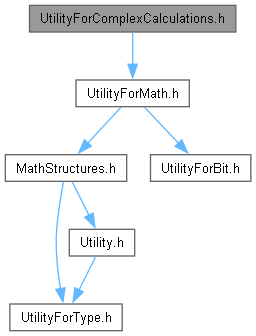 UtilityForComplexCalculations.h
UtilityForMath.h
MathStructures.h
UtilityForBit.h
Utility.h
UtilityForType.h